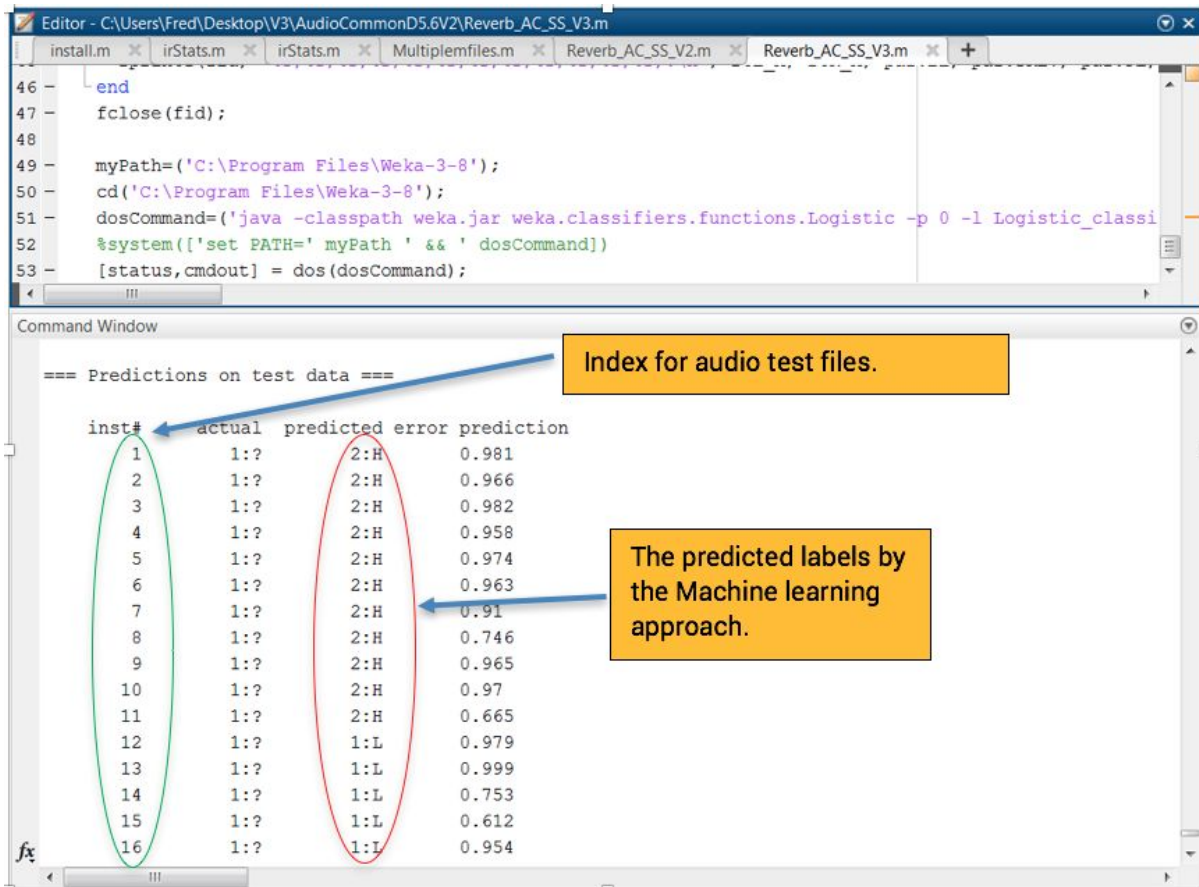 Editor - C:\Users\Fred\Desktop\V3\AudioCommonD5.6V2\Reverb_AC_SS_V3.m
install.m irStats.m irStats.m Multiplemfiles.m Reverb_AC_SS_V2.m Reverb_AC_SS_V3.m +
46 - end
47 - fclose(fid);
48
49 - myPath=('C:\Program Files\Weka-3-8');
50 - cd('C:\Program Files\Weka-3-8');
51 - dosCommand=('java -classpath weka.jar weka.classifiers.functions.Logistic -p 0 -l Logistic_classi
52 %system(['set PATH=' myPath ' && ' dosCommand])
53 - [status,cmdout] = dos(dosCommand);
Command Window
Index for audio test files.
=== Predictions on test data ===
inst# actual predicted error prediction
1 1:? 2:H 0.981
2 1:? 2:H 0.966
3 1:? 2:H 0.982
4 1:? 2:H 0.958
5 1:? 2:H 0.974
6 1:? 2:H 0.963
7 1:? 2:H 0.91
8 1:? 2:H 0.746
9 1:? 2:H 0.965
10 1:? 2:H 0.97
11 1:? 2:H 0.665
12 1:? 1:L 0.979
13 1:? 1:L 0.999
14 1:? 1:L 0.753
15 1:? 1:L 0.612
16 1:? 1:L 0.954
The predicted labels by
the Machine learning
approach.
fx